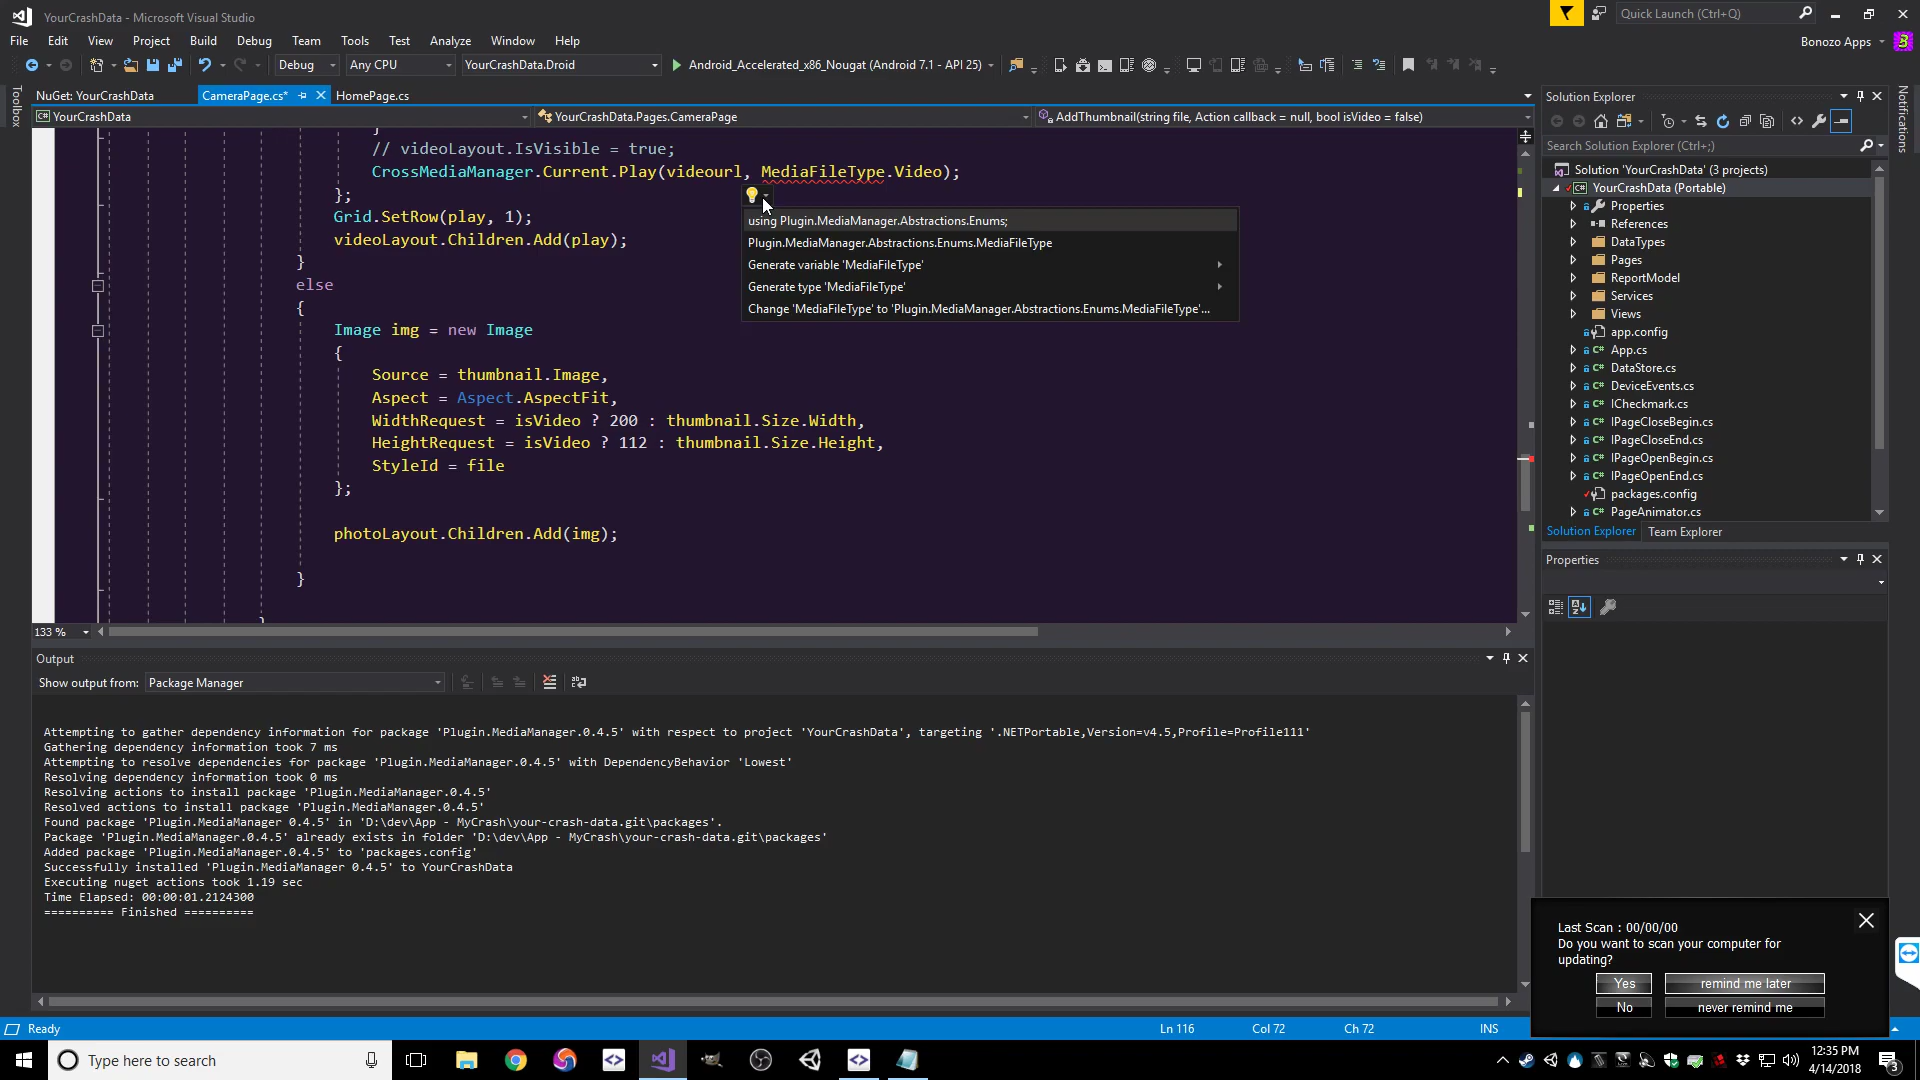 YourCrashData - Microsoft Visual Studio
Quick Launch (Ctrl+Q)
File Edit View Project Build Debug Team Tools Test Analyze Window Help
Bonozo Apps
Debug Any CPU YourCrashData.Droid Android_Accelerated_x86_Nougat (Android 7.1 - API 25)
Toolbox
NuGet: YourCrashData CameraPage.cs* HomePage.cs
YourCrashData YourCrashData.Pages.CameraPage AddThumbnail(string file, Action callback = null, bool isVideo = false)
}
// videoLayout.IsVisible = true;
CrossMediaManager.Current.Play(videourl, MediaFileType.Video);
};
Grid.SetRow(play, 1);
videoLayout.Children.Add(play);
}
else
{
Image img = new Image
{
Source = thumbnail.Image,
Aspect = Aspect.AspectFit,
WidthRequest = isVideo ? 200 : thumbnail.Size.Width,
HeightRequest = isVideo ? 112 : thumbnail.Size.Height,
StyleId = file
};
photoLayout.Children.Add(img);
}
using Plugin.MediaManager.Abstractions.Enums;
Plugin.MediaManager.Abstractions.Enums.MediaFileType
Generate variable 'MediaFileType'
Generate type 'MediaFileType'
Change 'MediaFileType' to 'Plugin.MediaManager.Abstractions.Enums.MediaFileType'...
133 %
Output
Show output from: Package Manager
Attempting to gather dependency information for package 'Plugin.MediaManager.0.4.5' with respect to project 'YourCrashData', targeting '.NETPortable,Version=v4.5,Profile=Profile111'
Gathering dependency information took 7 ms
Attempting to resolve dependencies for package 'Plugin.MediaManager.0.4.5' with DependencyBehavior 'Lowest'
Resolving dependency information took 0 ms
Resolving actions to install package 'Plugin.MediaManager.0.4.5'
Resolved actions to install package 'Plugin.MediaManager.0.4.5'
Found package 'Plugin.MediaManager 0.4.5' in 'D:\dev\App - MyCrash\your-crash-data.git\packages'.
Package 'Plugin.MediaManager.0.4.5' already exists in folder 'D:\dev\App - MyCrash\your-crash-data.git\packages'
Added package 'Plugin.MediaManager.0.4.5' to 'packages.config'
Successfully installed 'Plugin.MediaManager 0.4.5' to YourCrashData
Executing nuget actions took 1.19 sec
Time Elapsed: 00:00:01.2124300
========== Finished ==========
Solution Explorer
Search Solution Explorer (Ctrl+;)
Solution 'YourCrashData' (3 projects)
YourCrashData (Portable)
Properties
References
DataTypes
Pages
ReportModel
Services
Views
app.config
App.cs
DataStore.cs
DeviceEvents.cs
ICheckmark.cs
IPageCloseBegin.cs
IPageCloseEnd.cs
IPageOpenBegin.cs
IPageOpenEnd.cs
packages.config
PageAnimator.cs
Solution Explorer Team Explorer
Properties
Notifications
Last Scan : 00/00/00
Do you want to scan your computer for
updating?
Yes remind me later
No never remind me
Ready Ln 116 Col 72 Ch 72 INS
Type here to search
12:35 PM
4/14/2018
3